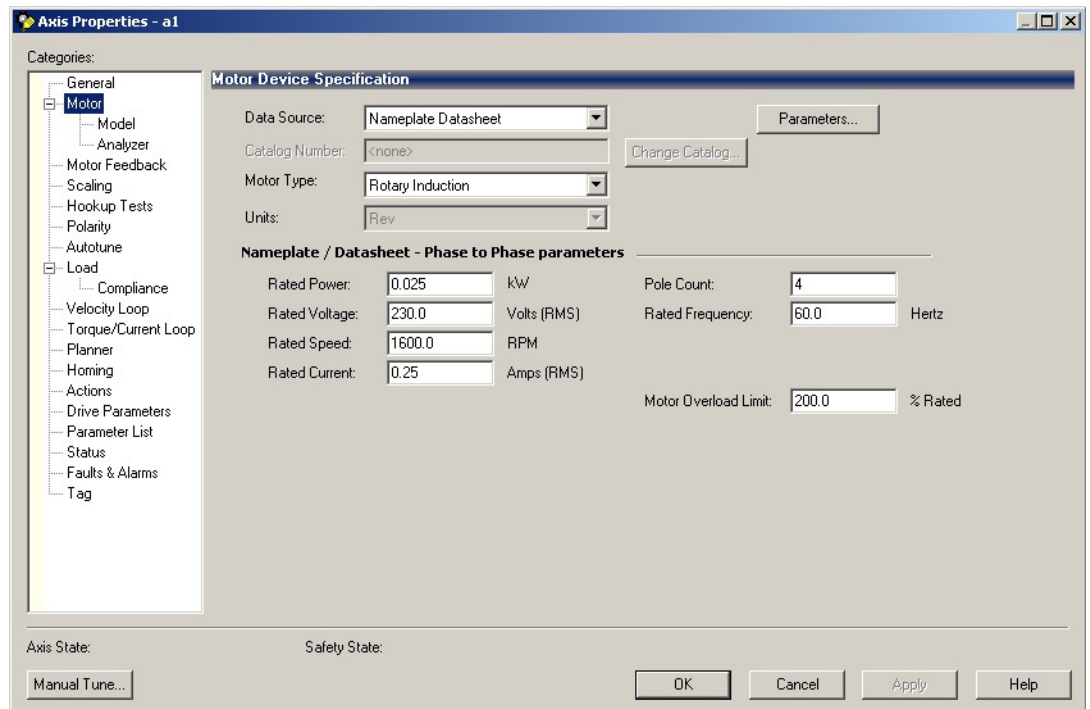 Axis Properties - a1
Categories:
General
Motor
Model
Analyzer
Motor Feedback
Scaling
Hookup Tests
Polarity
Autotune
Load
Compliance
Velocity Loop
Torque/Current Loop
Planner
Homing
Actions
Drive Parameters
Parameter List
Status
Faults & Alarms
Tag
Motor Device Specification
Data Source: Nameplate Datasheet Parameters...
Catalog Number: <none> Change Catalog...
Motor Type: Rotary Induction
Units: Rev
Nameplate / Datasheet - Phase to Phase parameters
Rated Power: 0.025 kW Pole Count: 4
Rated Voltage: 230.0 Volts (RMS) Rated Frequency: 60.0 Hertz
Rated Speed: 1600.0 RPM
Rated Current: 0.25 Amps (RMS)
Motor Overload Limit: 200.0 % Rated
Axis State: Safety State:
Manual Tune... OK Cancel Apply Help